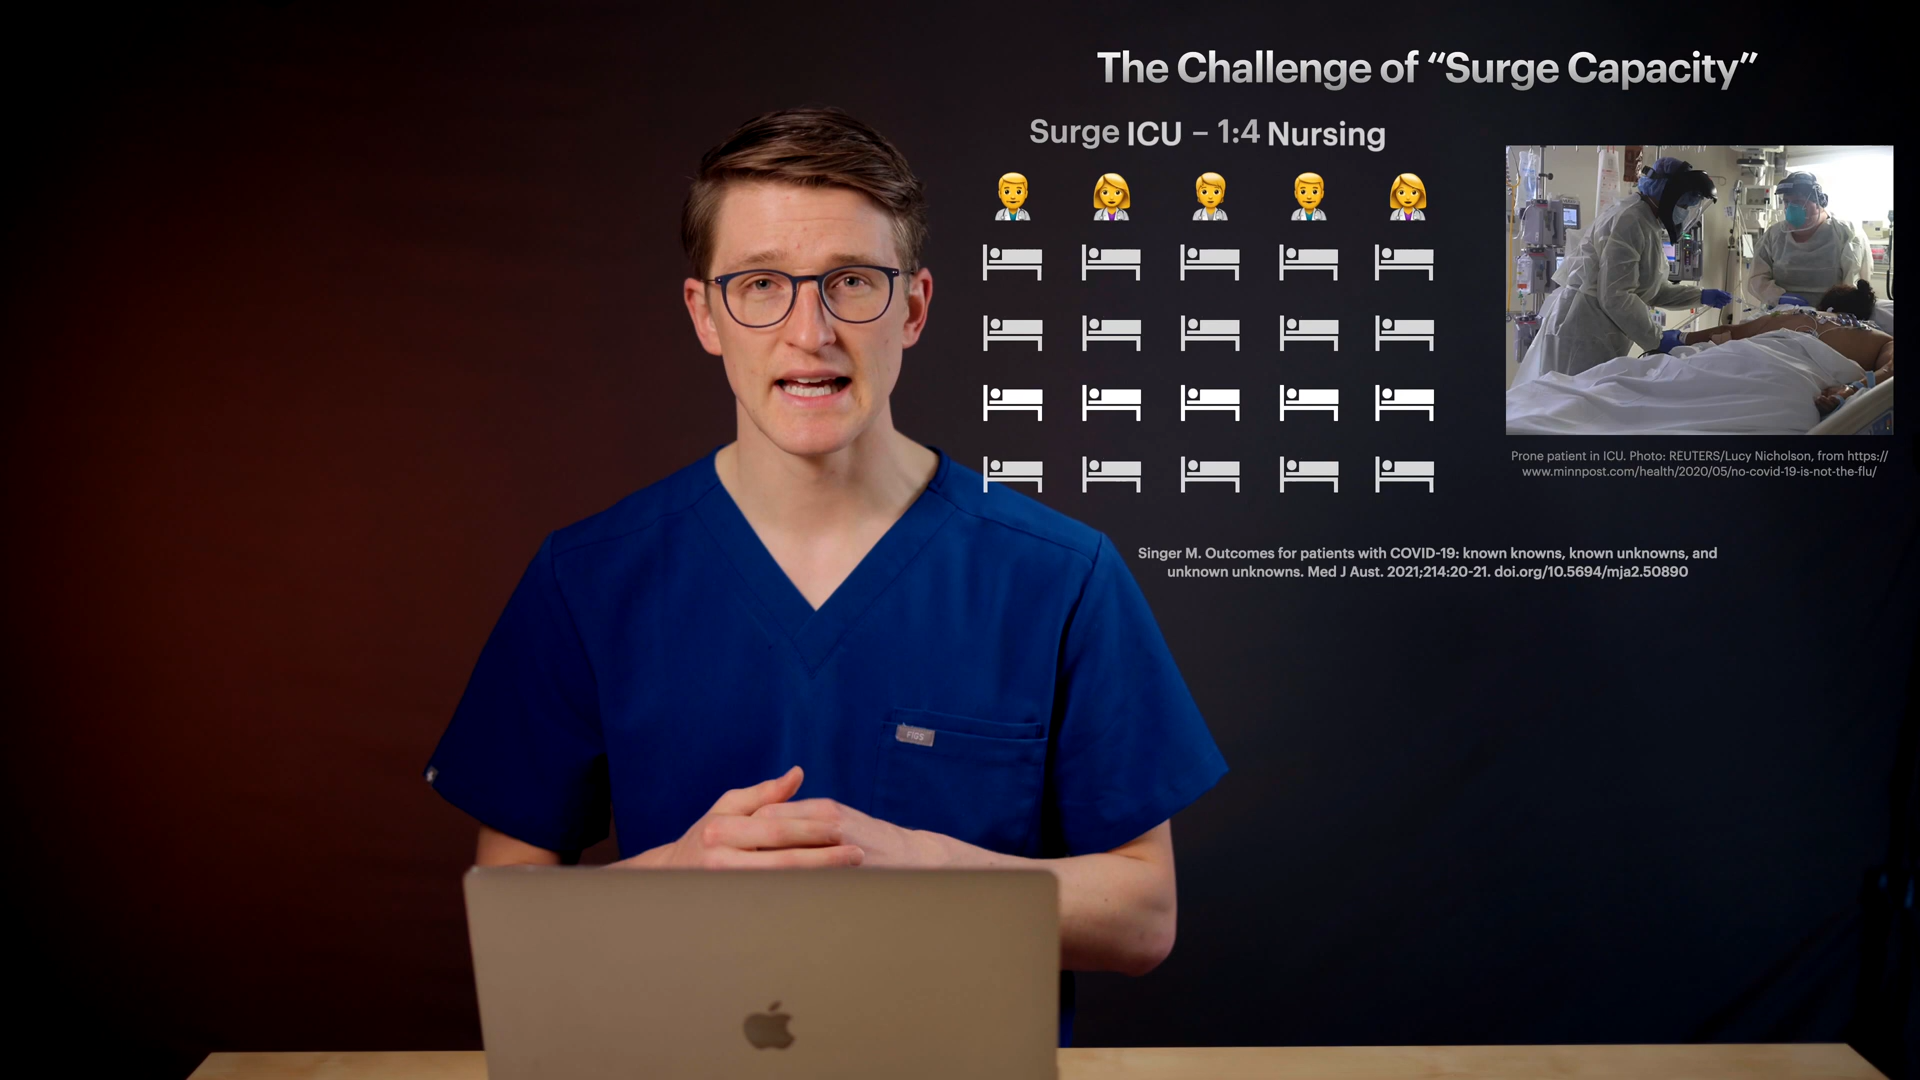 The Challenge of “Surge Capacity”
Surge ICU – 1:4 Nursing
Prone patient in ICU. Photo: REUTERS/Lucy Nicholson, from https://
www.minnpost.com/health/2020/05/no-covid-19-is-not-the-flu/
Singer M. Outcomes for patients with COVID-19: known knowns, known unknowns, and
unknown unknowns. Med J Aust. 2021;214:20-21. doi.org/10.5694/mja2.50890
FIGS